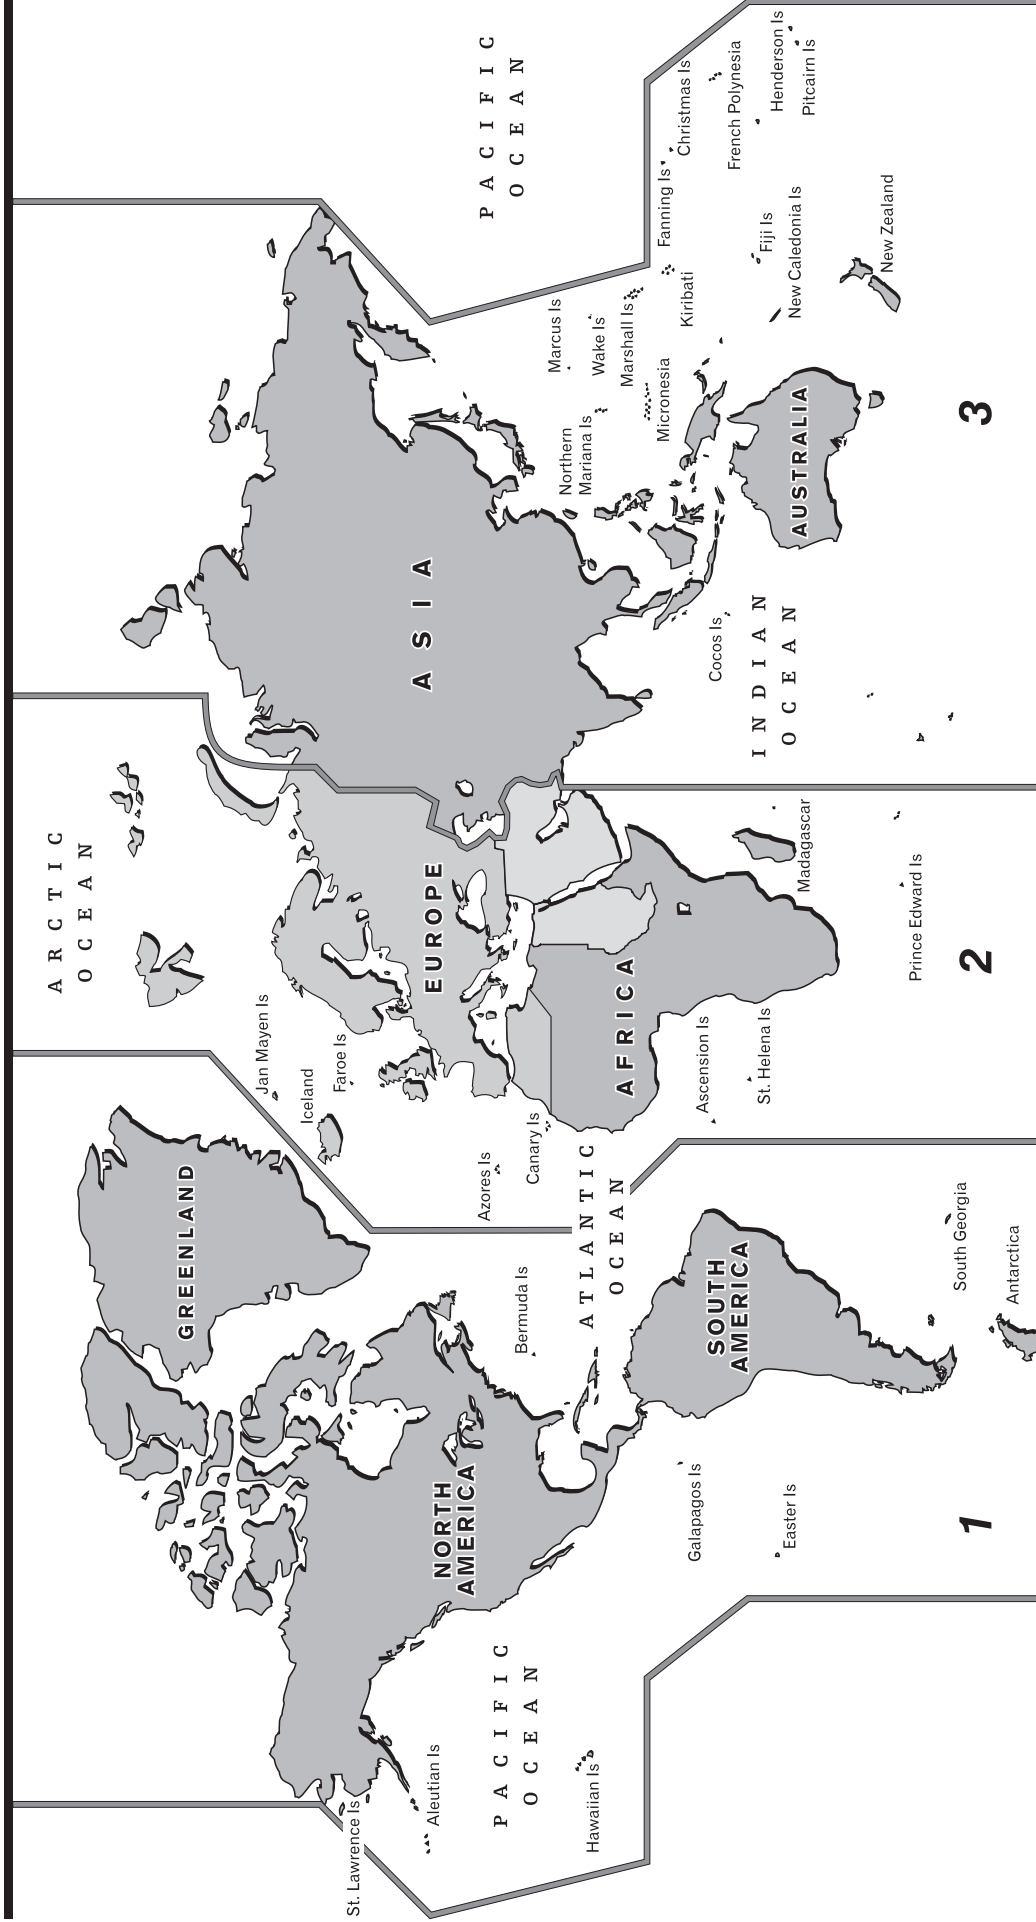 ARCTIC
OCEAN
GREENLAND
Jan Mayen Is
Iceland
Faroe Is
St. Lawrence Is
Aleutian Is
NORTH
AMERICA
EUROPE
ASIA
PACIFIC
OCEAN
Azores Is
Bermuda Is
Canary Is
PACIFIC
OCEAN
Marcus Is
Northern
Mariana Is
Wake Is
Marshall Is
Hawaiian Is
ATLANTIC
OCEAN
AFRICA
Micronesia
Kiribati
Fanning Is
Christmas Is
Galapagos Is
SOUTH
AMERICA
Ascension Is
St. Helena Is
Cocos Is
INDIAN
OCEAN
French Polynesia
Fiji Is
New Caledonia Is
Henderson Is
Pitcairn Is
Easter Is
Madagascar
AUSTRALIA
New Zealand
Prince Edward Is
South Georgia
Antarctica
1
2
3